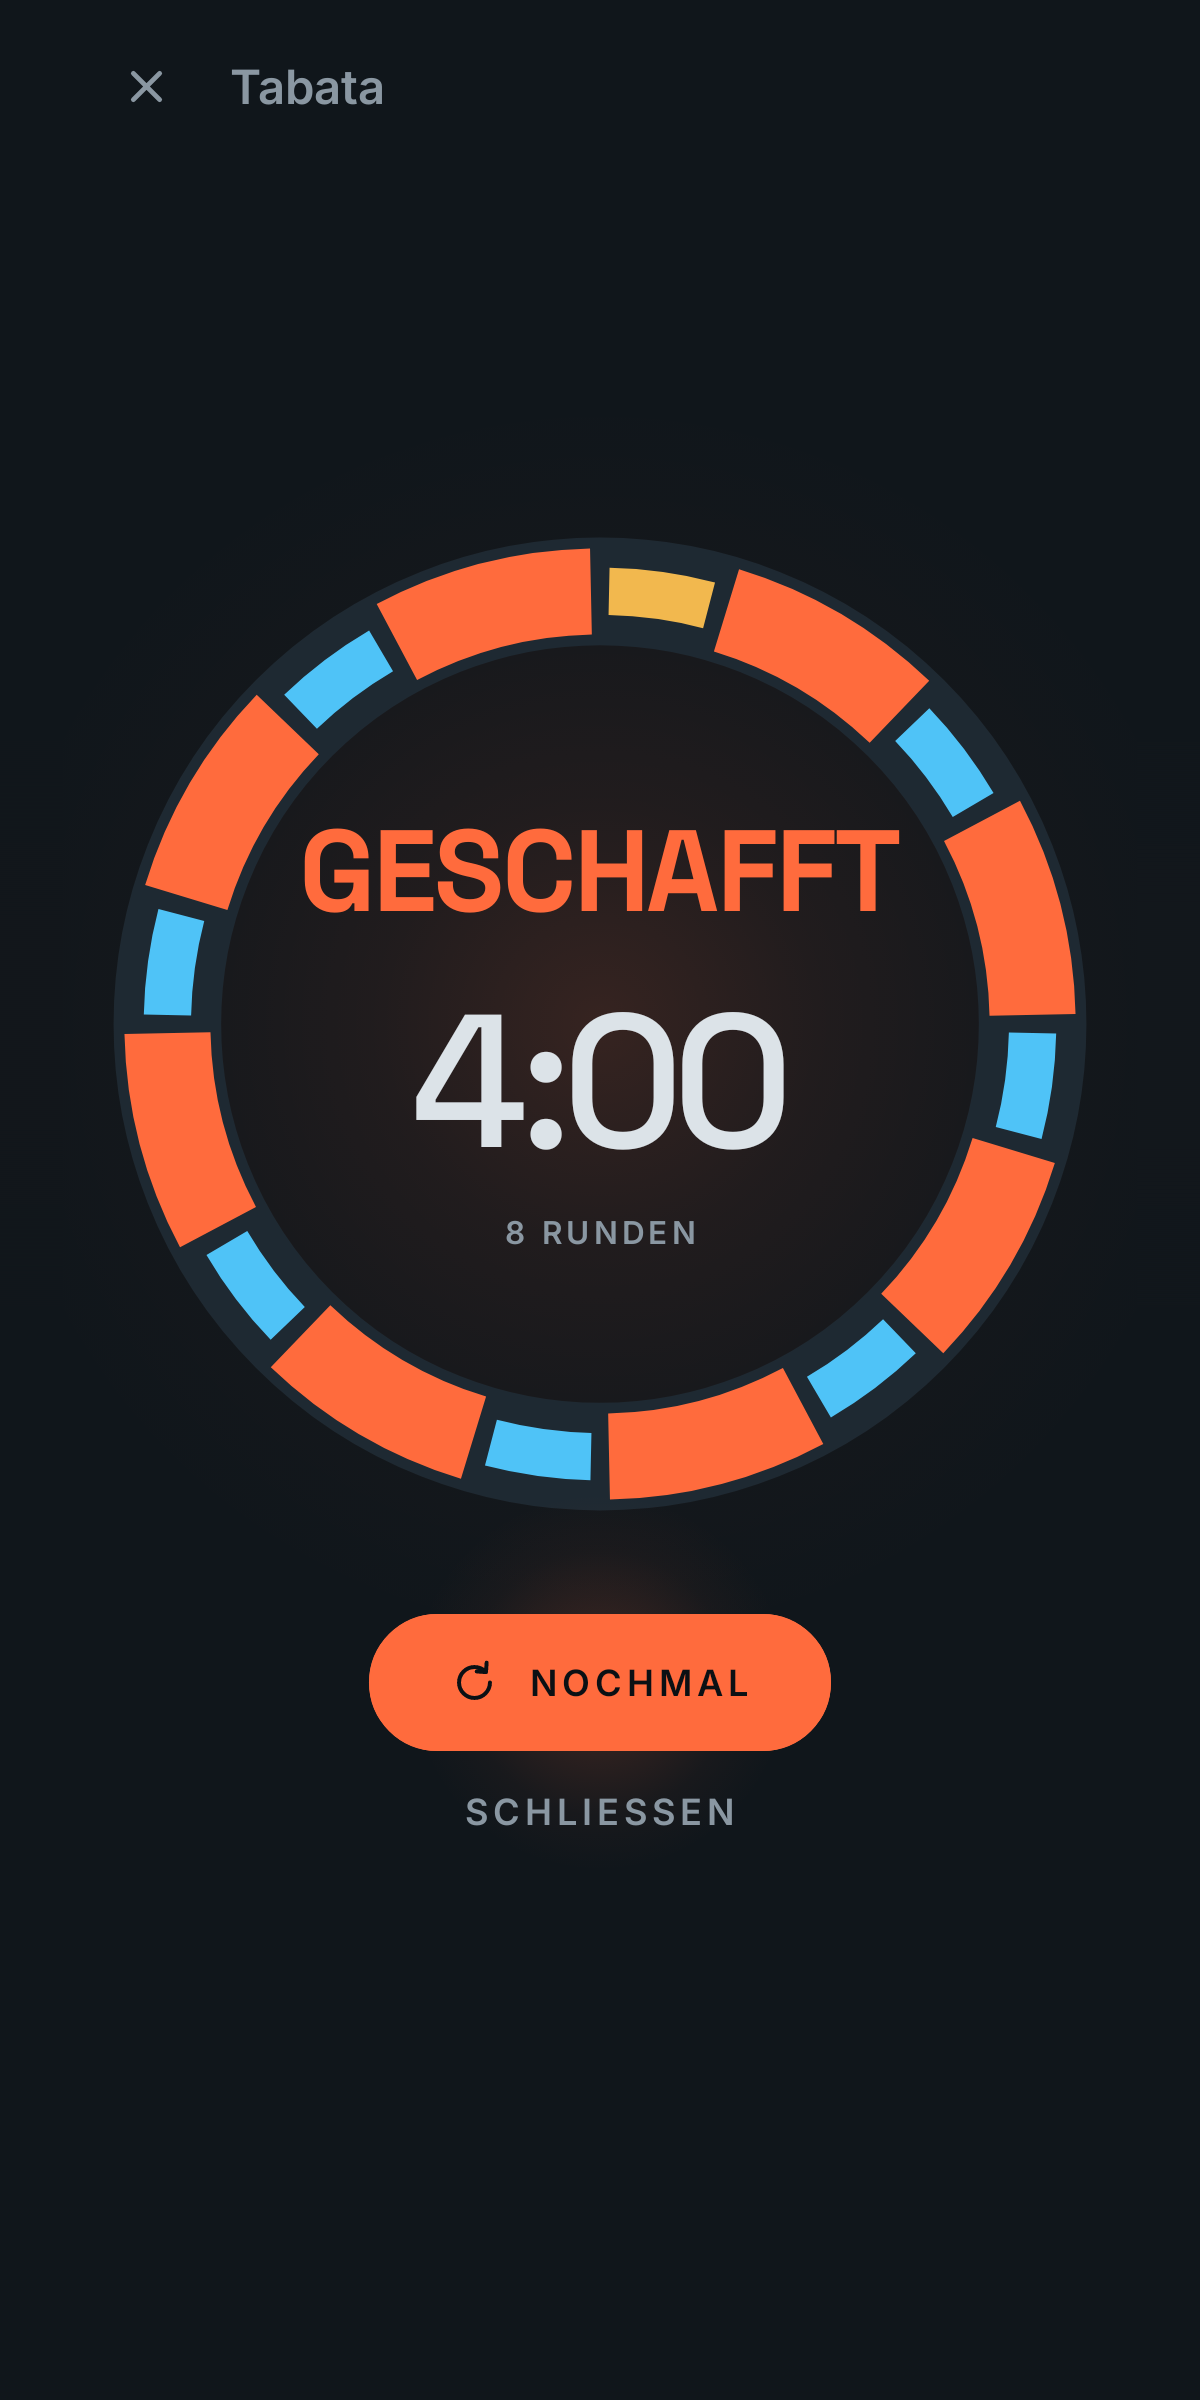 Tabata
GESCHAFFT
4:00
8 RUNDEN
NOCHMAL
SCHLIESSEN